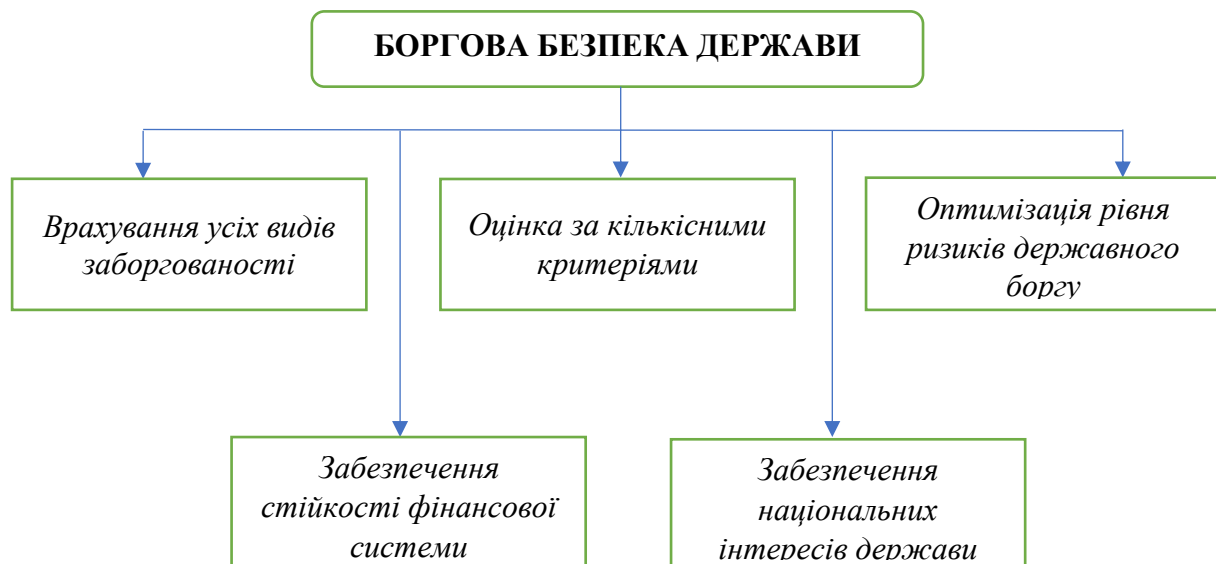 БОРГОВА БЕЗПЕКА ДЕРЖАВИ
Врахування усіх видів
заборгованості
Оцінка за кількісними
критеріями
Оптимізація рівня
ризиків державного
боргу
Забезпечення
стійкості фінансової
системи
Забезпечення
національних
інтересів держави